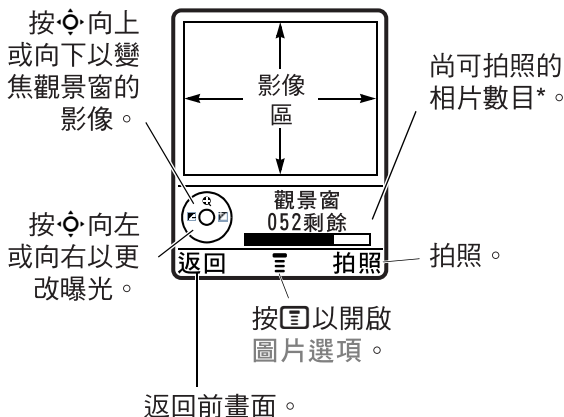 按向上
或向下以變
焦觀景窗的
影像。
影像
區
尚可拍照的
相片數目*。
觀景窗
052剩餘
按向左
或向右以更
改曝光。
返回
拍照
拍照。
按以開啟
圖片選項。
返回前畫面。